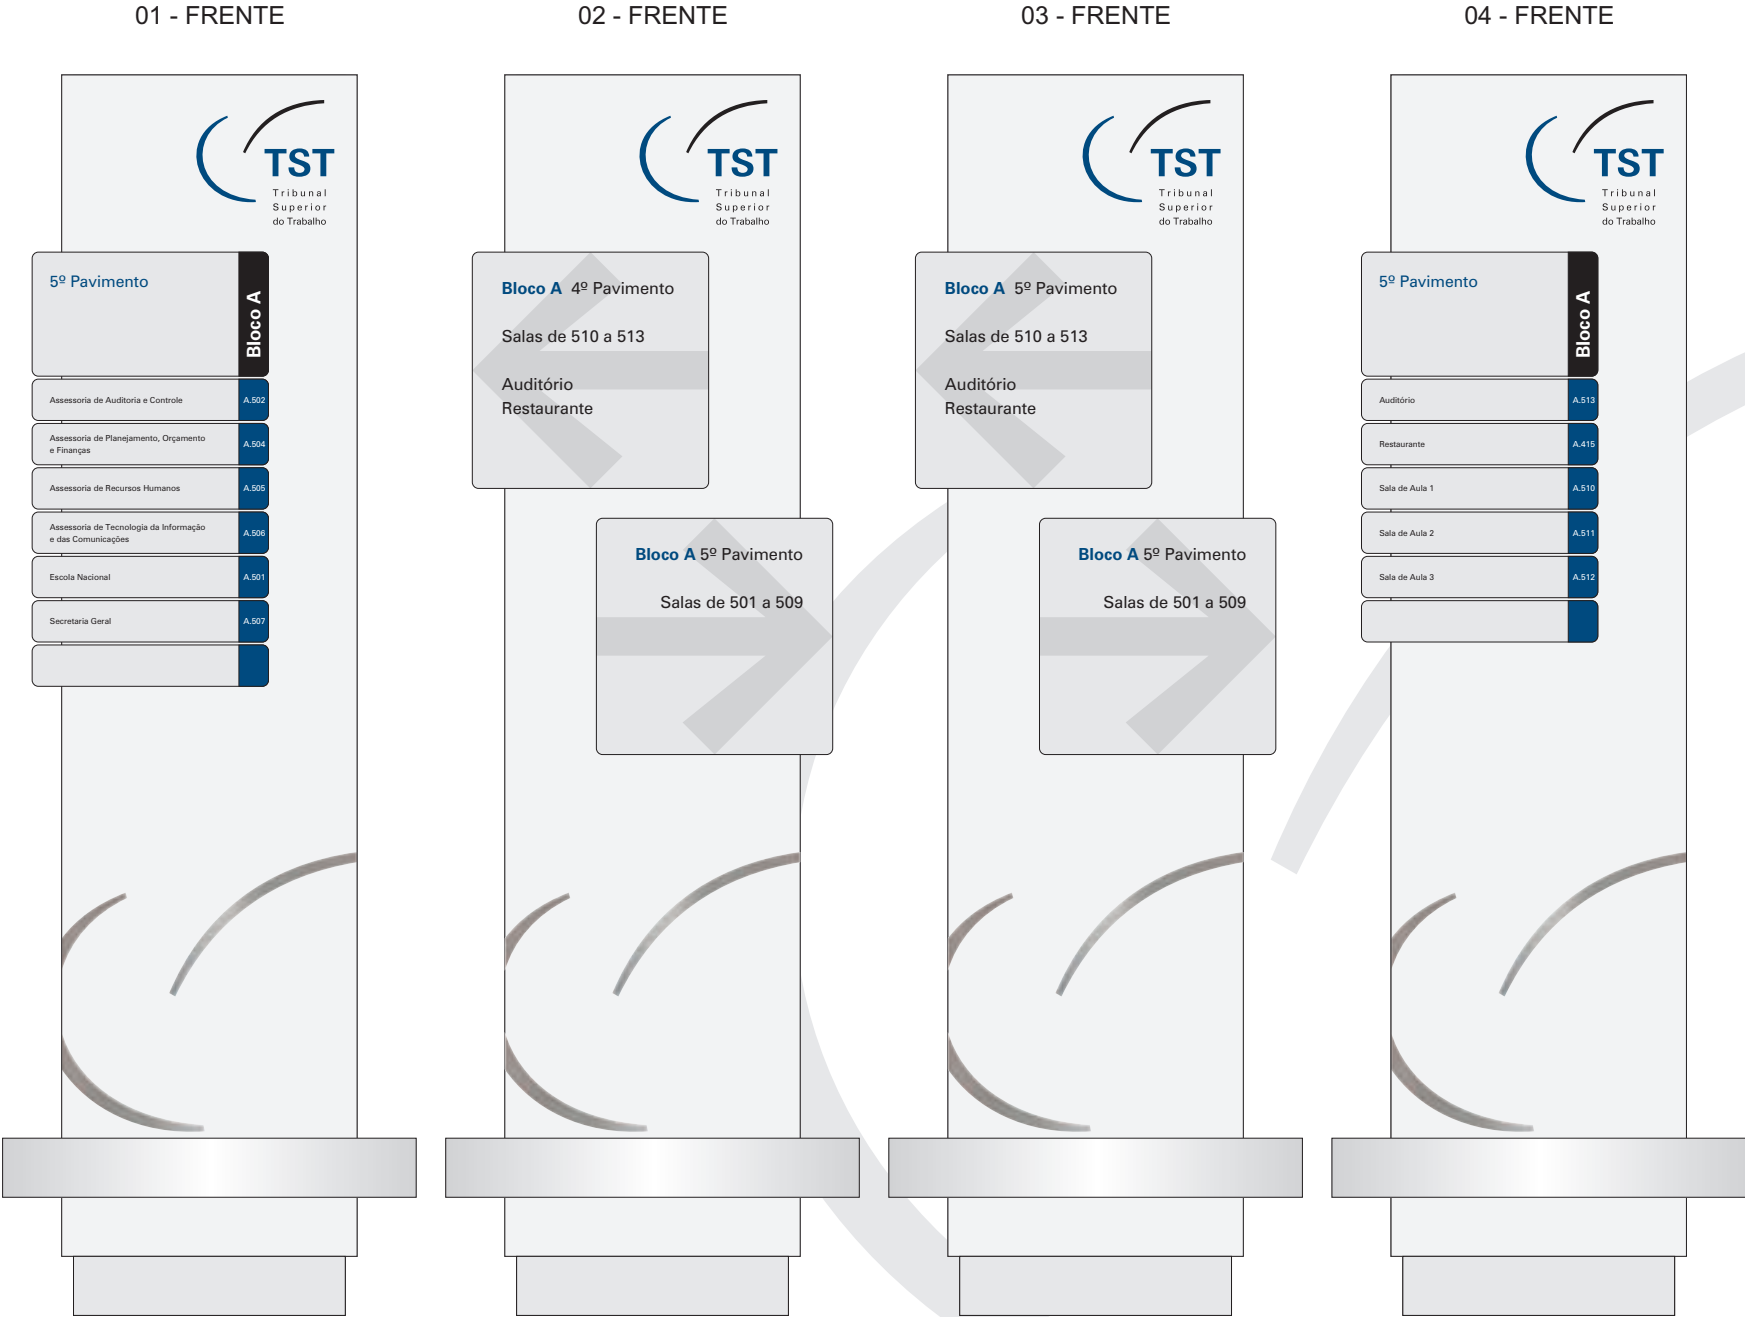 01 - FRENTE
TST
Tribunal
Superior
do Trabalho
5º Pavimento
Bloco A
Assessoria de Auditoria e Controle
A.502
Assessoria de Planejamento, Orçamento
e Finanças
A.504
Assessoria de Recursos Humanos
A.505
Assessoria de Tecnologia da Informação
e das Comunicações
A.506
Escola Nacional
A.501
Secretaria Geral
A.507
02 - FRENTE
TST
Tribunal
Superior
do Trabalho
Bloco A 4º Pavimento
Salas de 510 a 513
Auditório
Restaurante
Bloco A 5º Pavimento
Salas de 501 a 509
03 - FRENTE
TST
Tribunal
Superior
do Trabalho
Bloco A 5º Pavimento
Salas de 510 a 513
Auditório
Restaurante
Bloco A 5º Pavimento
Salas de 501 a 509
04 - FRENTE
TST
Tribunal
Superior
do Trabalho
5º Pavimento
Bloco A
Auditório
A.513
Restaurante
A.415
Sala de Aula 1
A.510
Sala de Aula 2
A.511
Sala de Aula 3
A.512